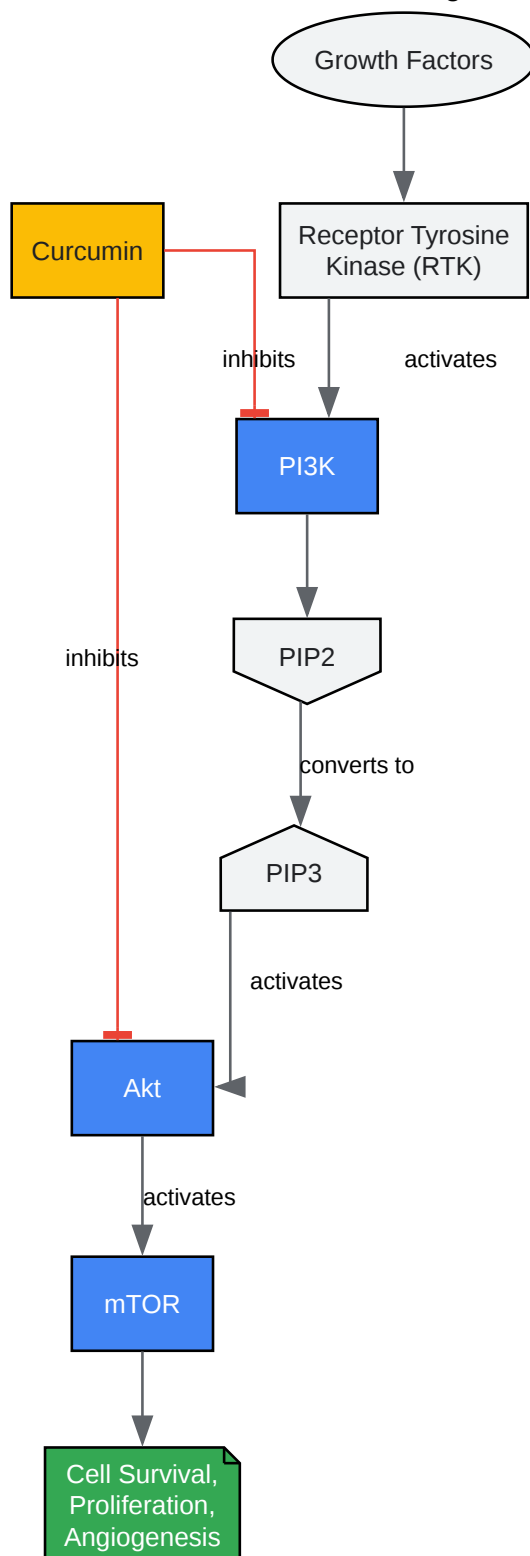 Growth Factors
Curcumin
Receptor Tyrosine
Kinase (RTK)
inhibits
activates
PI3K
PIP2
inhibits
converts to
PIP3
activates
Akt
activates
mTOR
Cell Survival,
Proliferation,
Angiogenesis